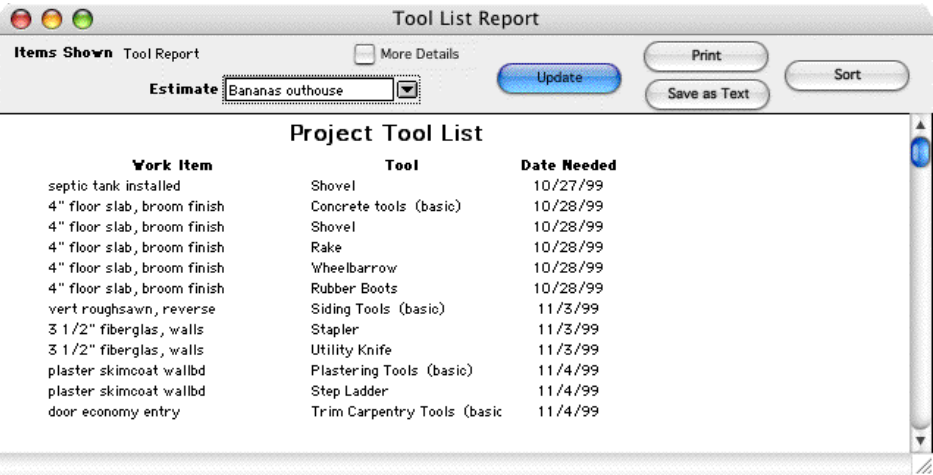 Tool List Report
Items Shown Tool Report
More Details
Print
Update
Sort
Estimate Bananas outhouse
Save as Text
Project Tool List
Work Item Tool Date Needed
septic tank installed Shovel 10/27/99
4" floor slab, broom finish Concrete tools (basic) 10/28/99
4" floor slab, broom finish Shovel 10/28/99
4" floor slab, broom finish Rake 10/28/99
4" floor slab, broom finish Wheelbarrow 10/28/99
4" floor slab, broom finish Rubber Boots 10/28/99
vert roughsawn, reverse Siding Tools (basic) 11/3/99
3 1/2" fiberglas, walls Stapler 11/3/99
3 1/2" fiberglas, walls Utility Knife 11/3/99
plaster skimcoat wallbd Plastering Tools (basic) 11/4/99
plaster skimcoat wallbd Step Ladder 11/4/99
door economy entry Trim Carpentry Tools (basic 11/4/99